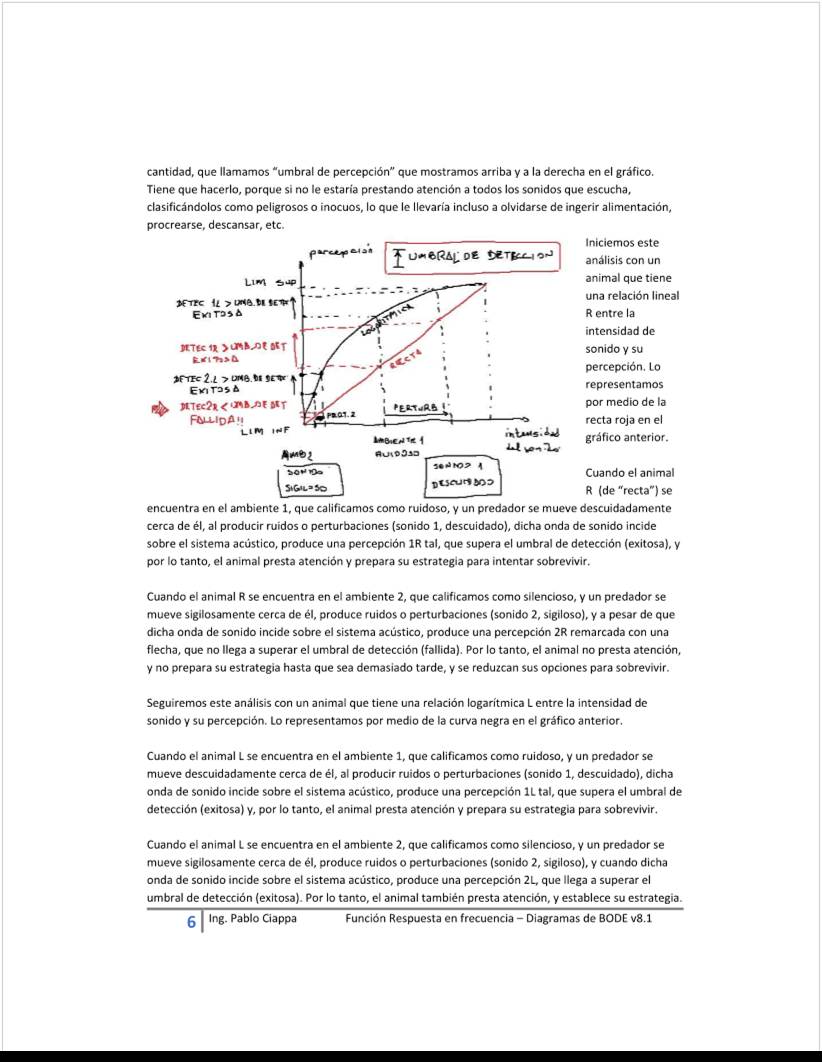 cantidad, que llamamos “umbral de percepción” que mostramos arriba y a la derecha en el gráfico.
Tiene que hacerlo, porque si no le estaría prestando atención a todos los sonidos que escucha,
clasificándolos como peligrosos o inocuos, lo que le llevaría incluso a olvidarse de ingerir alimentación,
procrearse, descansar, etc.
percepción
UMBRAL DE DETECCION
LIM SUP
DETEC 1L > UMB.DE DETEC
EXITOSA
LOGARITMICA
DETEC 1R > UMB.DE DET
EXITOSA
RECTA
DETEC 2.L > UMB.DE DETEC
EXITOSA
DETEC2R < UMB.DE DET
FALLIDA!!
PERTURB 1
LIM INF
AMBIENTE 1
RUIDOSO
intensidad
del sonido
AMB2
SONIDO
SIGILOSO
SONIDO 1
DESCUIDADO
Iniciemos este
análisis con un
animal que tiene
una relación lineal
R entre la
intensidad de
sonido y su
percepción. Lo
representamos
por medio de la
recta roja en el
gráfico anterior.
Cuando el animal
R (de “recta”) se
encuentra en el ambiente 1, que calificamos como ruidoso, y un predador se mueve descuidadamente
cerca de él, al producir ruidos o perturbaciones (sonido 1, descuidado), dicha onda de sonido incide
sobre el sistema acústico, produce una percepción 1R tal, que supera el umbral de detección (exitosa), y
por lo tanto, el animal presta atención y prepara su estrategia para intentar sobrevivir.
Cuando el animal R se encuentra en el ambiente 2, que calificamos como silencioso, y un predador se
mueve sigilosamente cerca de él, produce ruidos o perturbaciones (sonido 2, sigiloso), y a pesar de que
dicha onda de sonido incide sobre el sistema acústico, produce una percepción 2R remarcada con una
flecha, que no llega a superar el umbral de detección (fallida). Por lo tanto, el animal no presta atención,
y no prepara su estrategia hasta que sea demasiado tarde, y se reduzcan sus opciones para sobrevivir.
Seguiremos este análisis con un animal que tiene una relación logarítmica L entre la intensidad de
sonido y su percepción. Lo representamos por medio de la curva negra en el gráfico anterior.
Cuando el animal L se encuentra en el ambiente 1, que calificamos como ruidoso, y un predador se
mueve descuidadamente cerca de él, al producir ruidos o perturbaciones (sonido 1, descuidado), dicha
onda de sonido incide sobre el sistema acústico, produce una percepción 1L tal, que supera el umbral de
detección (exitosa) y, por lo tanto, el animal presta atención y prepara su estrategia para sobrevivir.
Cuando el animal L se encuentra en el ambiente 2, que calificamos como silencioso, y un predador se
mueve sigilosamente cerca de él, produce ruidos o perturbaciones (sonido 2, sigiloso), y cuando dicha
onda de sonido incide sobre el sistema acústico, produce una percepción 2L, que llega a superar el
umbral de detección (exitosa). Por lo tanto, el animal también presta atención, y establece su estrategia.
6 Ing. Pablo Ciappa Función Respuesta en frecuencia – Diagramas de BODE v8.1